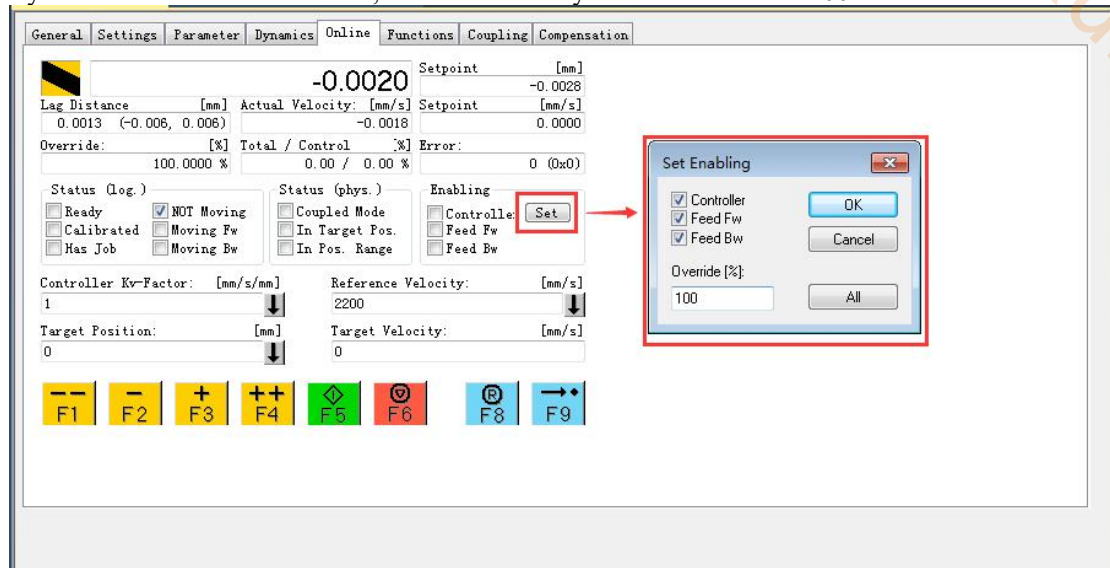 General Settings Parameter Dynamics Online Functions Coupling Compensation
-0.0020
Setpoint [mm]
-0.0028
Lag Distance [mm] Actual Velocity: [mm/s] Setpoint [mm/s]
0.0013 (-0.006, 0.006) -0.0018 0.0000
Override: [%] Total / Control [%] Error:
100.0000 % 0.00 / 0.00 % 0 (0x0)
Status (log.) Status (phys.) Enabling
Ready NOT Moving Coupled Mode Controlle: Set
Calibrated Moving Fw In Target Pos. Feed Fw
Has Job Moving Bw In Pos. Range Feed Bw
Controller Kv-Factor: [mm/s/mm] Reference Velocity: [mm/s]
1 2200
Target Position: [mm] Target Velocity: [mm/s]
0 0
-- - + ++ R
F1 F2 F3 F4 F5 F6 F8 F9
Set Enabling
Controller OK
Feed Fw
Feed Bw Cancel
Override [%]:
100 All